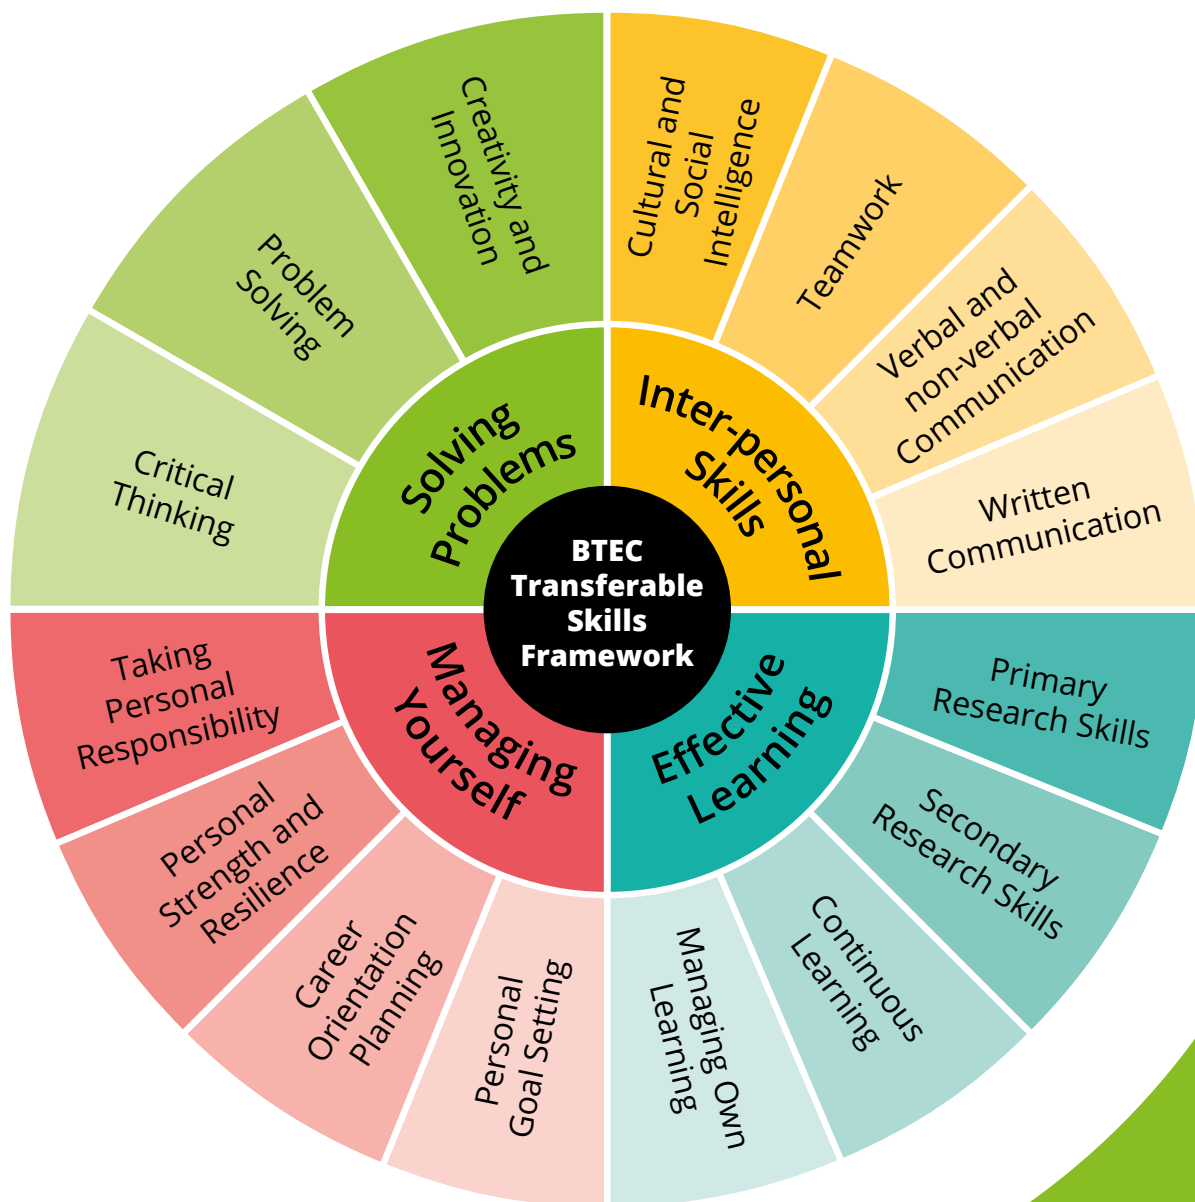 BTEC
Transferable
Skills
Framework
Solving
Problems
Creativity and
Innovation
Problem
Solving
Critical
Thinking
Inter-personal
Skills
Cultural and
Social
Intelligence
Teamwork
Verbal and
non-verbal
Communication
Written
Communication
Effective
Learning
Primary
Research Skills
Secondary
Research Skills
Continuous
Learning
Managing Own
Learning
Managing
Yourself
Personal
Goal Setting
Career
Orientation
Planning
Personal
Strength and
Resilience
Taking
Personal
Responsibility